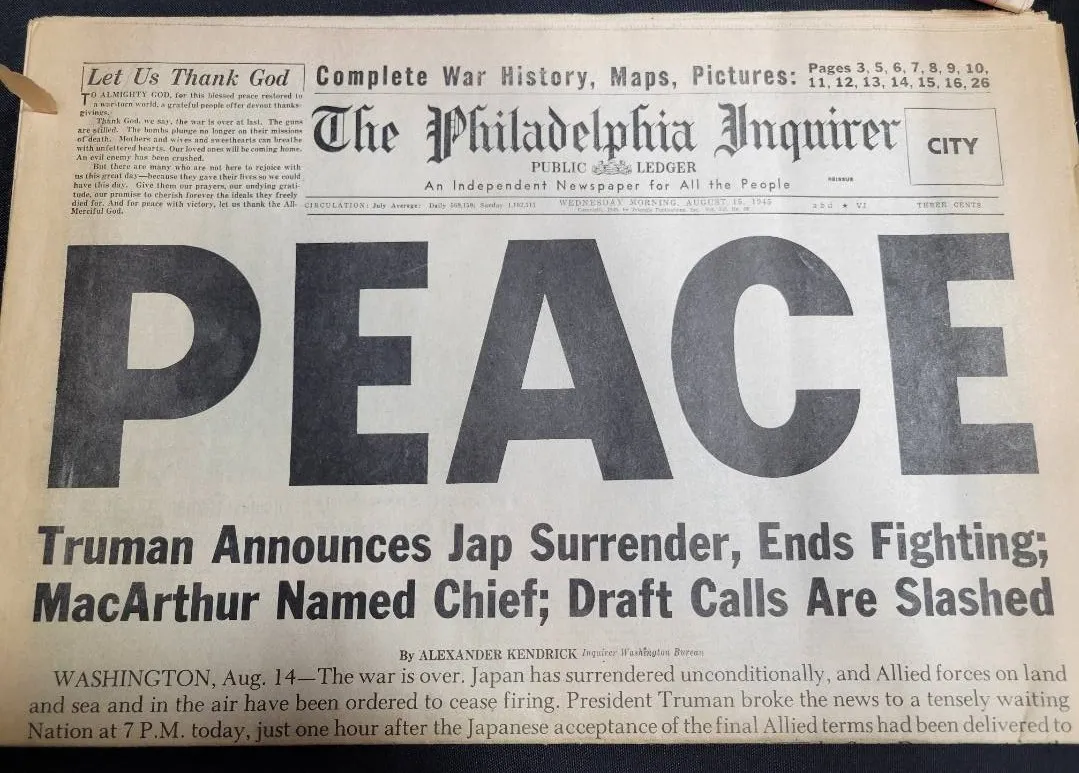 Let Us Thank God
TO ALMIGHTY GOD, for this blessed peace restored to
a wartorn world, a grateful people offer devout thanks-
givings.
Thank God, we say, the war is over at last. The guns
are stilled. The bombs plunge no longer on their missions
of death. Mothers and wives and sweethearts can breathe
with unfettered hearts. Our loved ones will be coming home.
An evil enemy has been crushed.
But there are many who are not here to rejoice with
us this great day—because they gave their lives so we could
have this day. Give them our prayers, our undying grati-
tude, our promise to cherish forever the ideals they freely
died for. And for peace with victory, let us thank the All-
Merciful God.
Complete War History, Maps, Pictures: Pages 3, 5, 6, 7, 8, 9, 10,
11, 12, 13, 14, 15, 16, 26
The Philadelphia Inquirer
PUBLIC LEDGER
An Independent Newspaper for All the People
REISSUE
CITY
CIRCULATION: July Average: Daily Sunday
WEDNESDAY MORNING, AUGUST 15, 1945
abd ★ VI
THREE CENTS
PEACE
Truman Announces Jap Surrender, Ends Fighting;
MacArthur Named Chief; Draft Calls Are Slashed
By ALEXANDER KENDRICK Inquirer Washington Bureau
WASHINGTON, Aug. 14—The war is over. Japan has surrendered unconditionally, and Allied forces on land
and sea and in the air have been ordered to cease firing. President Truman broke the news to a tensely waiting
Nation at 7 P.M. today, just one hour after the Japanese acceptance of the final Allied terms had been delivered to